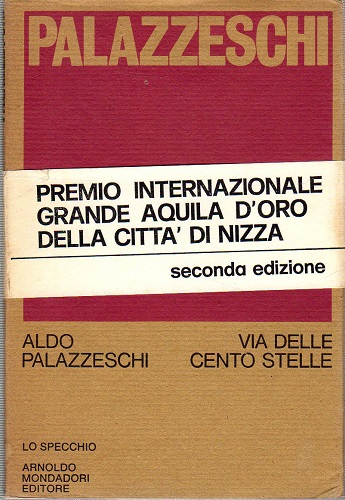 PALAZZESCHI
PREMIO INTERNAZIONALE
GRANDE AQUILA D'ORO
DELLA CITTA' DI NIZZA
seconda edizione
ALDO
PALAZZESCHI
VIA DELLE
CENTO STELLE
LO SPECCHIO
ARNOLDO
MONDADORI
EDITORE